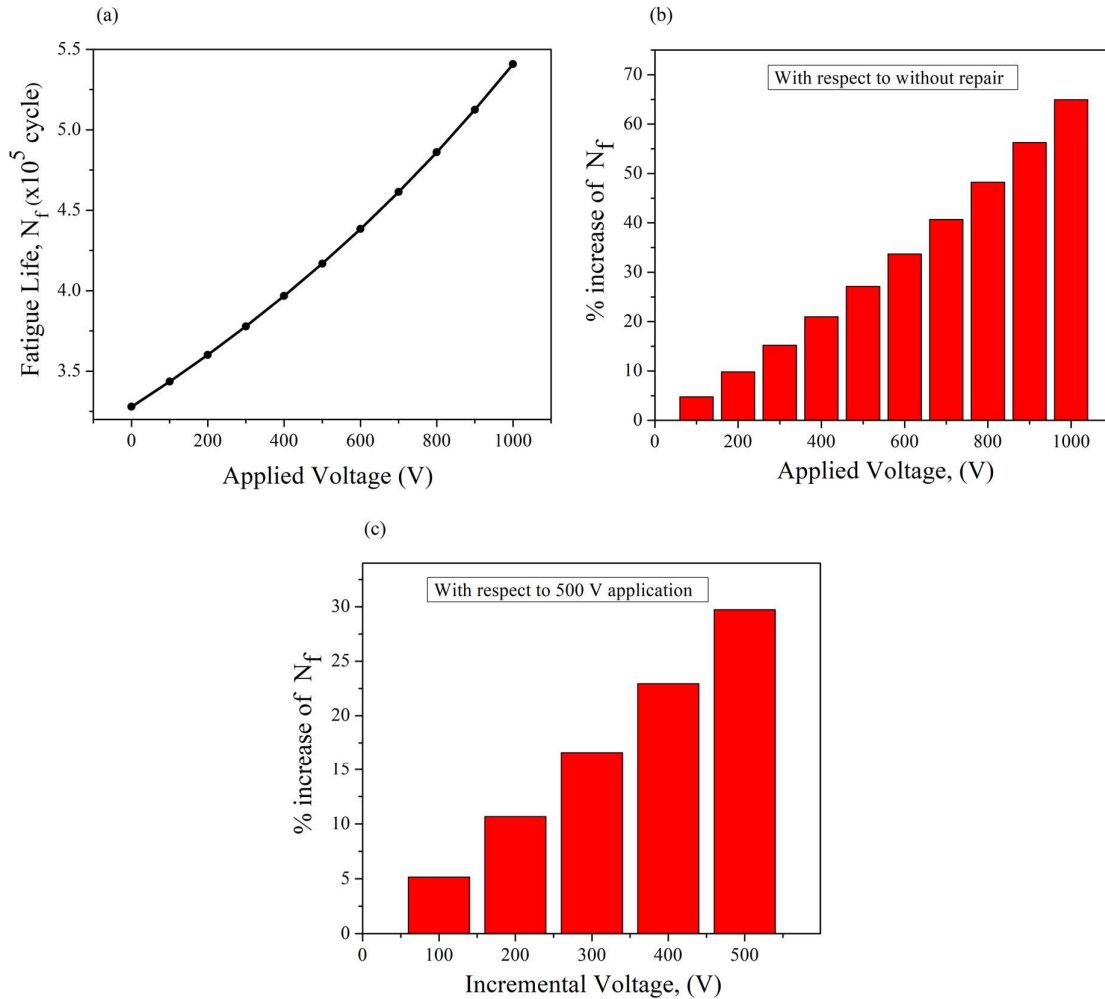 (a)
5.5
5.0
4.5
4.0
3.5
Fatigue Life, N_f (x10^5 cycle)
0 200 400 600 800 1000
Applied Voltage (V)
(b)
With respect to without repair
70
60
50
40
30
20
10
0
% increase of N_f
0 200 400 600 800 1000
Applied Voltage, (V)
(c)
With respect to 500 V application
30
25
20
15
10
5
0
% increase of N_f
0 100 200 300 400 500
Incremental Voltage, (V)